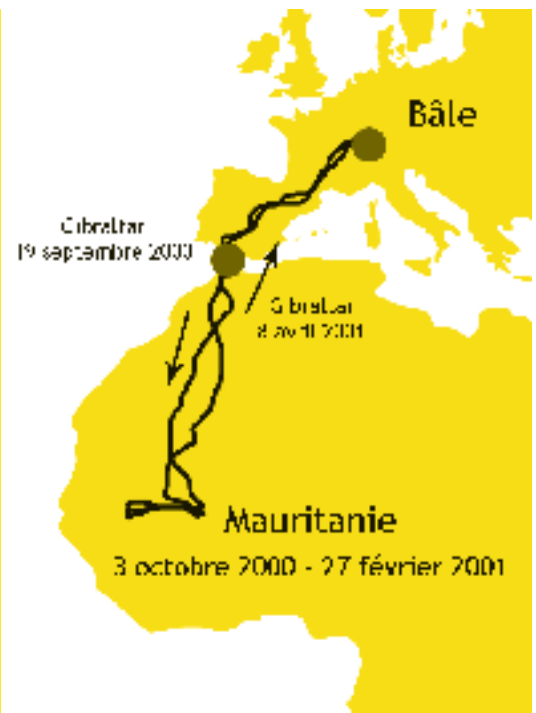 Bâle
Gibraltar
19 septembre 2000
Gibraltar
8 avril 2001
Mauritanie
3 octobre 2000 - 27 février 2001